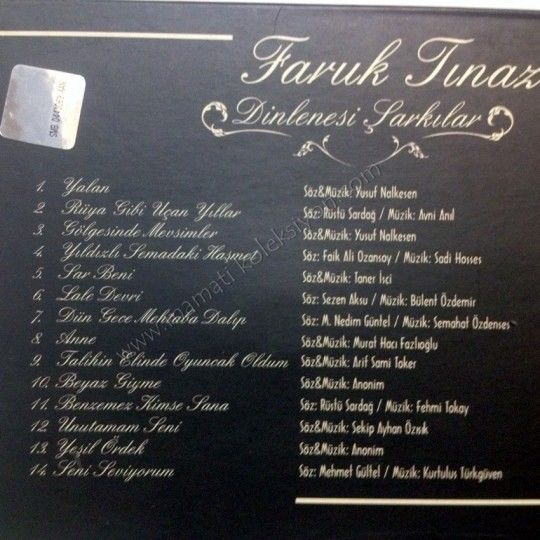 Faruk Tınaz
Dinlenesi Şarkılar
1. Yalan Söz&Müzik: Yusuf Nalkesen
2. Rüya Gibi Uçan Yıllar Söz: Rüştü Şardağ / Müzik: Avni Anıl
3. Gölgesinde Mevsimler Söz&Müzik: Yusuf Nalkesen
4. Yıldızlı Semadaki Haşmet Söz: Faik Ali Ozansoy / Müzik: Sadi Hosses
5. Sar Beni Söz&Müzik: Taner İsci
6. Lale Devri Söz: Sezen Aksu / Müzik: Bülent Özdemir
7. Dün Gece Mehtaba Dalıp Söz: M. Nedim Güntel / Müzik: Semahat Özdenses
8. Anne Söz&Müzik: Murat Hacı Fazlıoğlu
9. Talihin Elinde Oyuncak Oldum Söz&Müzik: Arif Sami Toker
10. Beyaz Giyme Söz&Müzik: Anonim
11. Benzemez Kimse Sana Söz: Rüştü Şardağ / Müzik: Fehmi Tokay
12. Unutamam Seni Söz&Müzik: Sekip Ayhan Özışık
13. Yeşil Ördek Söz&Müzik: Anonim
14. Seni Seviyorum Söz: Mehmet Gültel / Müzik: Kurtulus Türkgüven